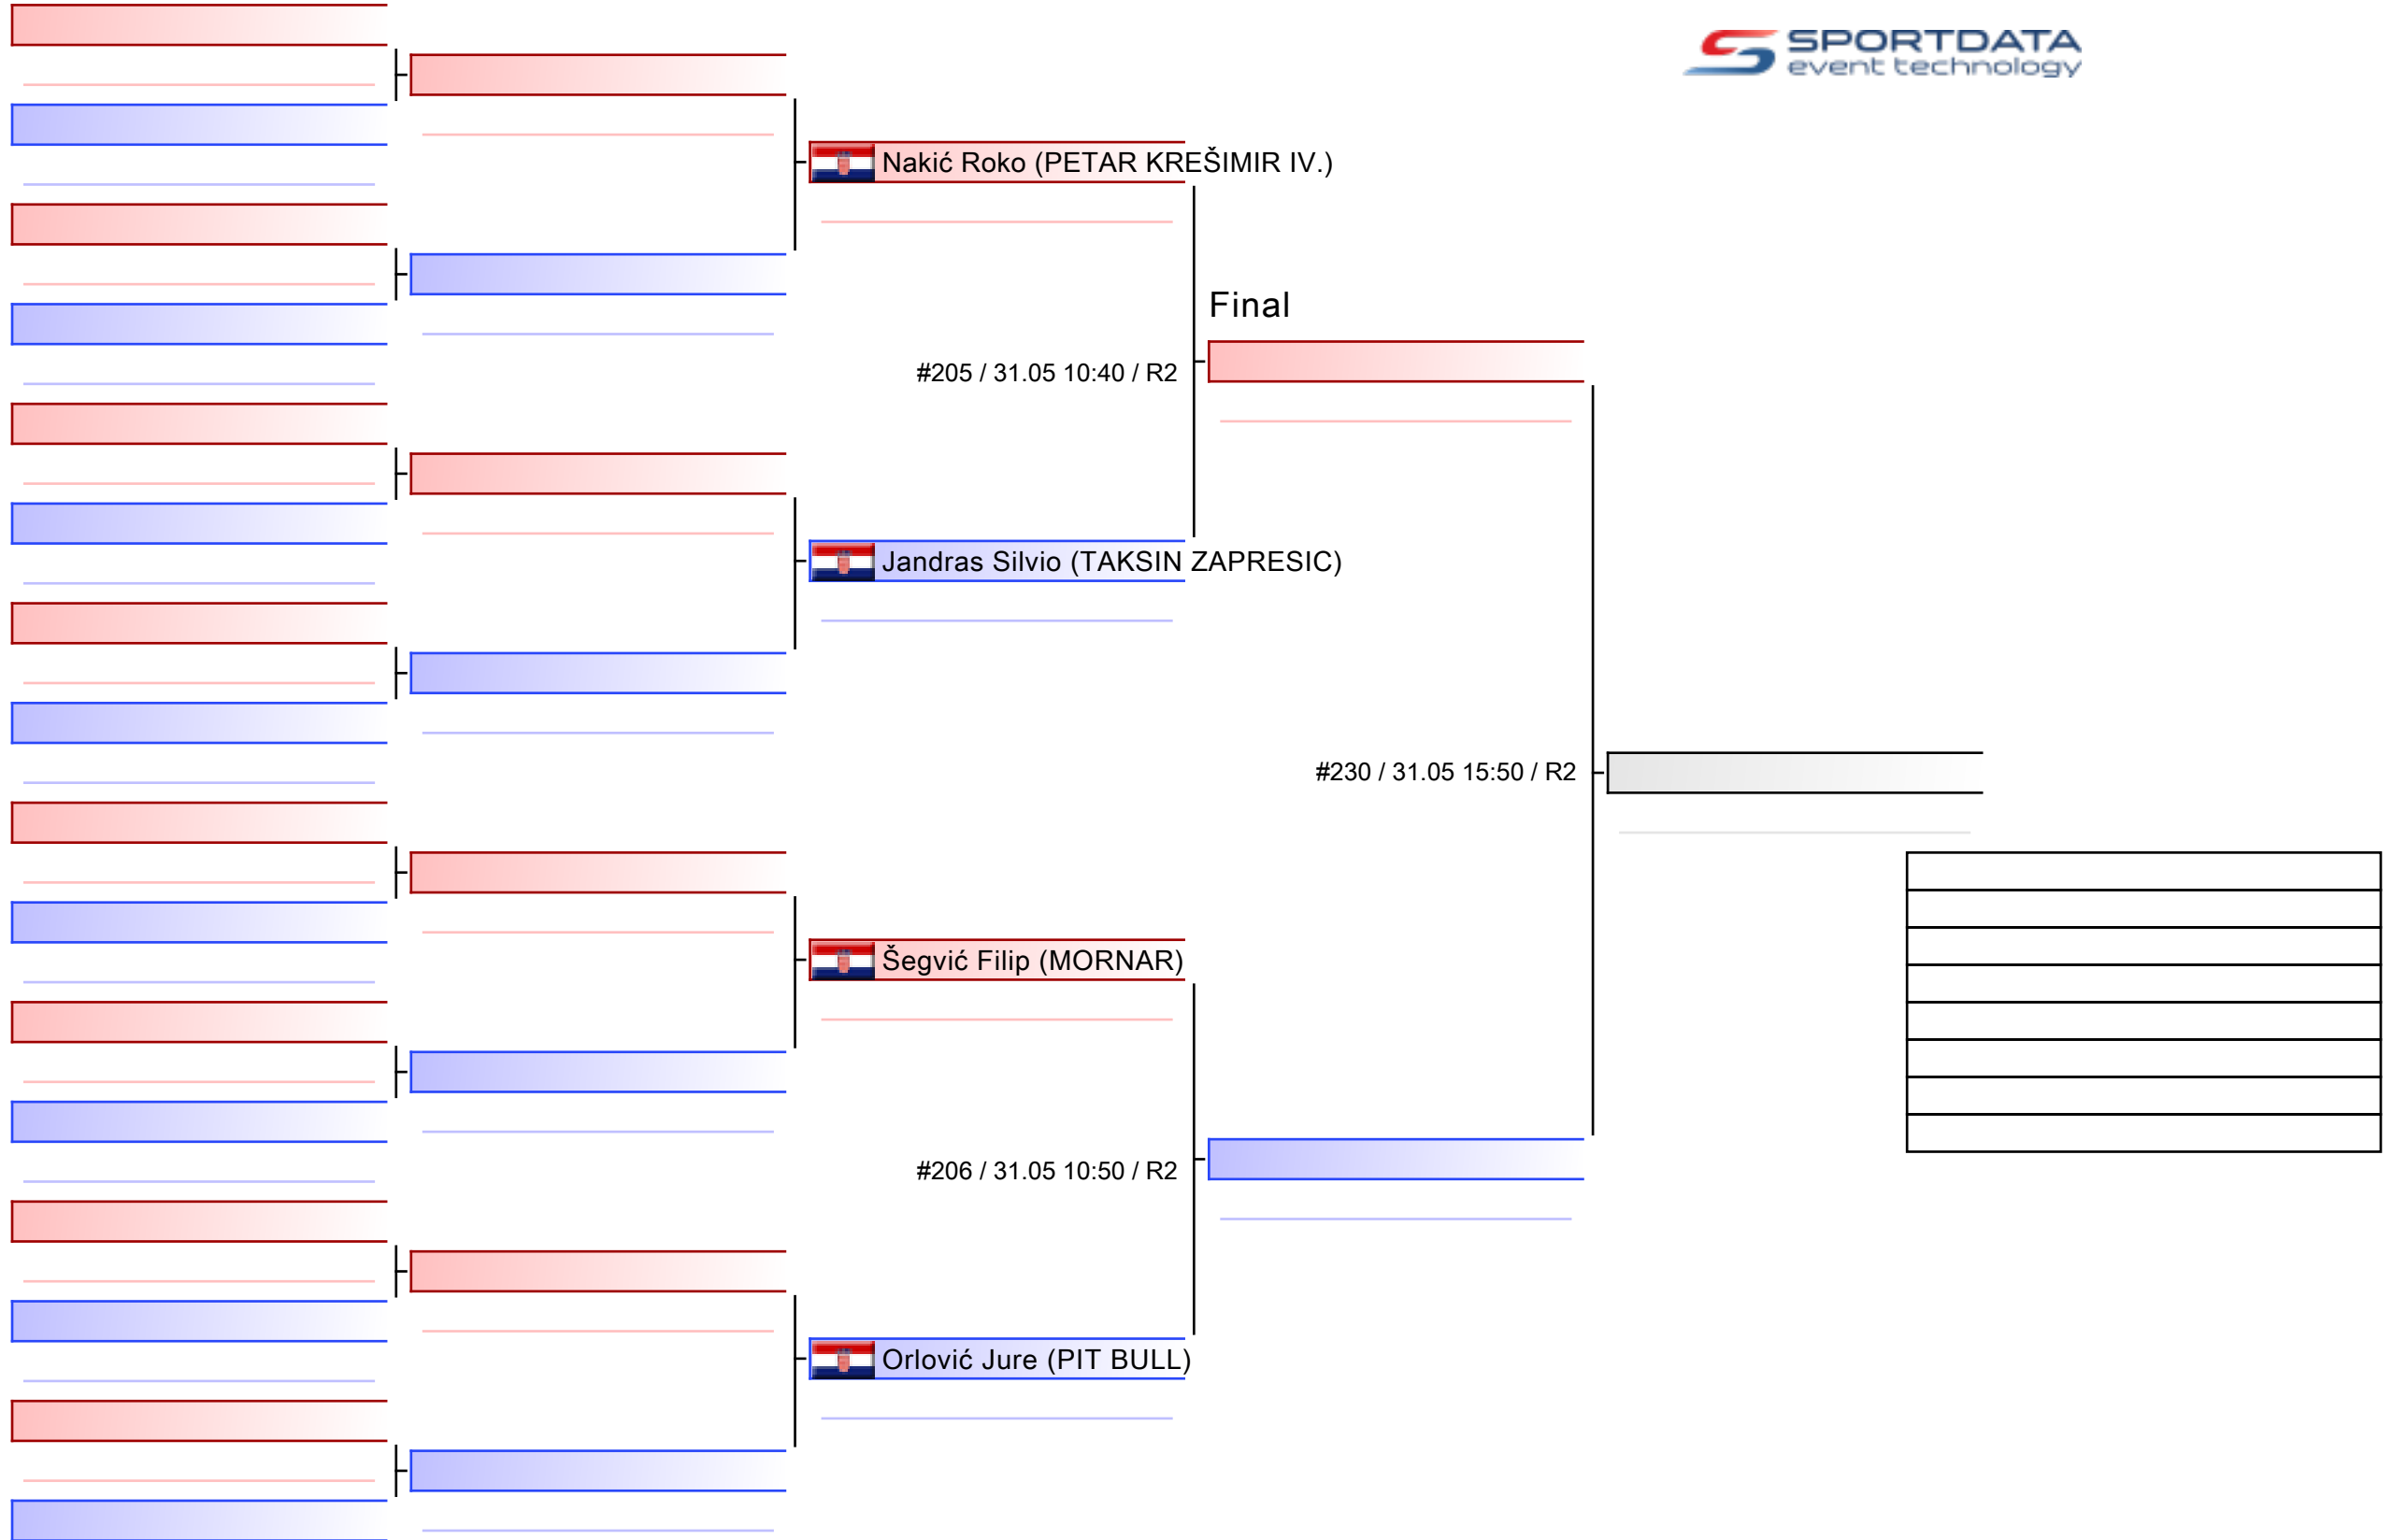 SPORTDATA
event technology
Nakić Roko (PETAR KREŠIMIR IV.)
Final
#205 / 31.05 10:40 / R2
Jandras Silvio (TAKSIN ZAPRESIC)
#230 / 31.05 15:50 / R2
Šegvić Filip (MORNAR)
#206 / 31.05 10:50 / R2
Orlović Jure (PIT BULL)